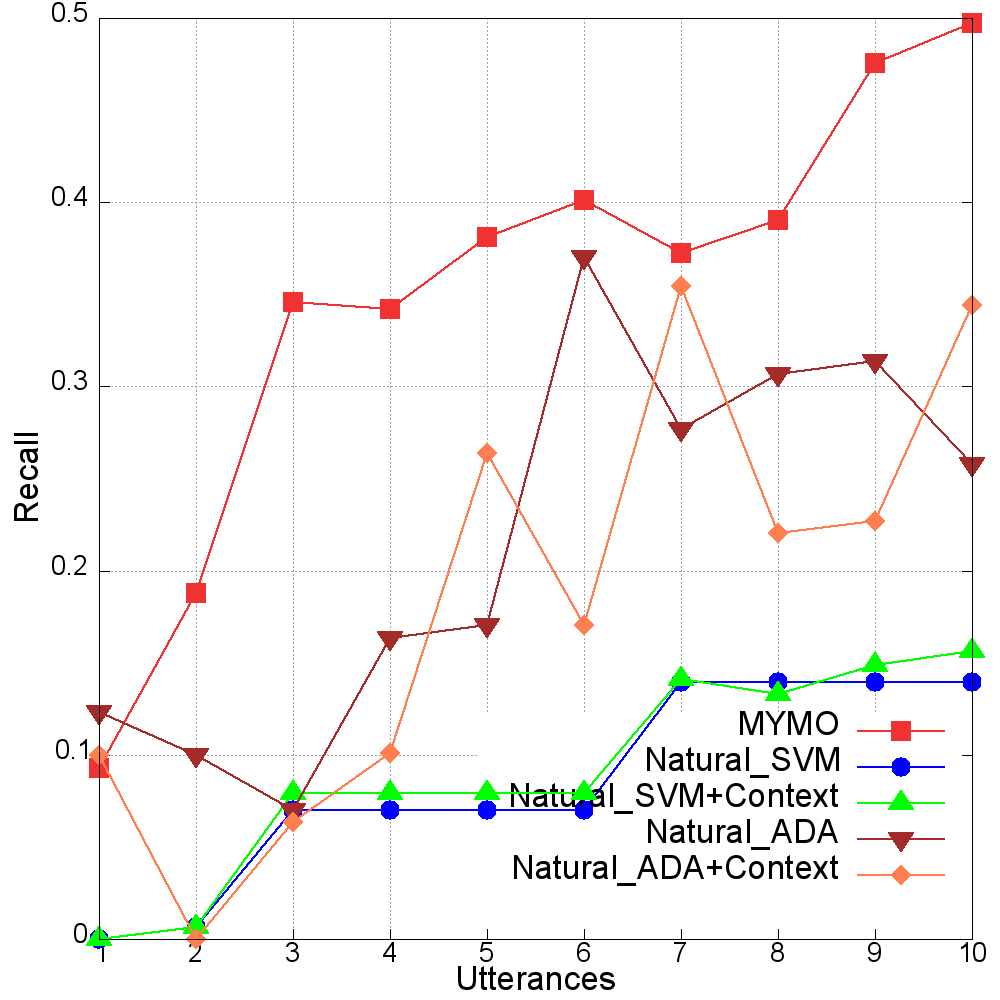 0.5
0.4
0.3
0.2
0.1
0
Recall
1 2 3 4 5 6 7 8 9 10
Utterances
MYMO
Natural_SVM
Natural_SVM+Context
Natural_ADA
Natural_ADA+Context